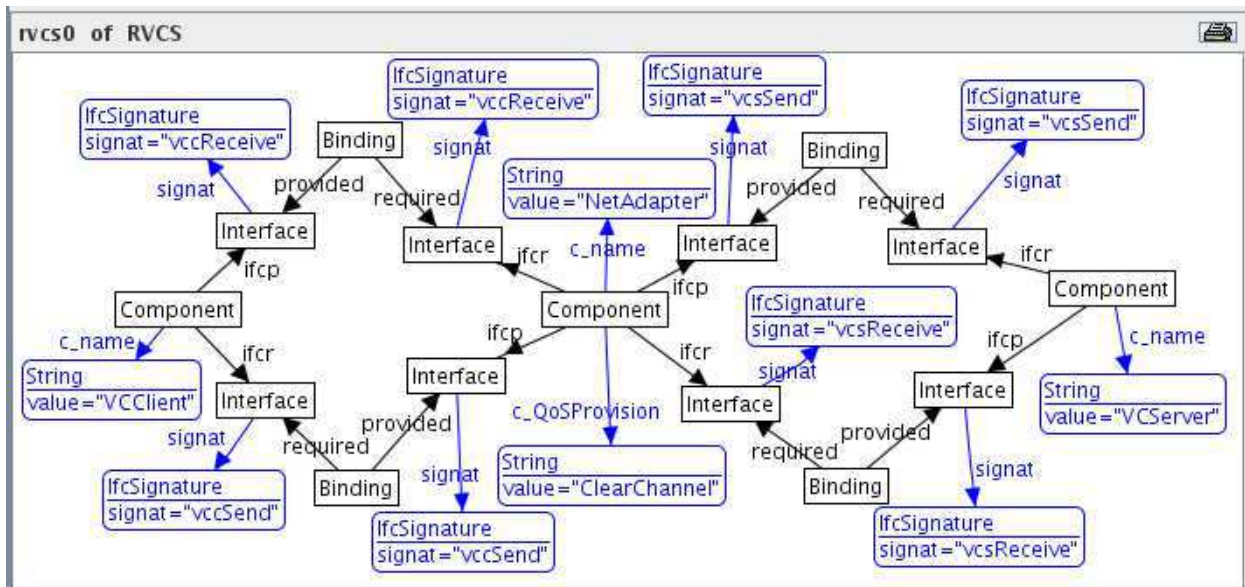 rvcs0 of RVCS
IfcSignature
signat="vccReceive"
IfcSignature
signat="vcsSend"
IfcSignature
signat="vcsSend"
IfcSignature
signat="vccReceive"
Binding
signat
signat
Binding
signat
provided
required
String
value="NetAdapter"
provided
required
signat
Interface
Interface
c_name
Interface
Interface
ifcp
ifcr
ifcp
ifcr
Component
Component
IfcSignature
signat="vcsReceive"
Component
c_name
ifcr
ifcp
ifcr
ifcp
c_name
String
value="VCClient"
Interface
Interface
signat
Interface
Interface
String
value="VCServer"
signat
required
provided
c_QoSProvision
required
provided
signat
IfcSignature
signat="vccSend"
Binding
signat
String
value="ClearChannel"
Binding
IfcSignature
signat="vccSend"
IfcSignature
signat="vcsReceive"